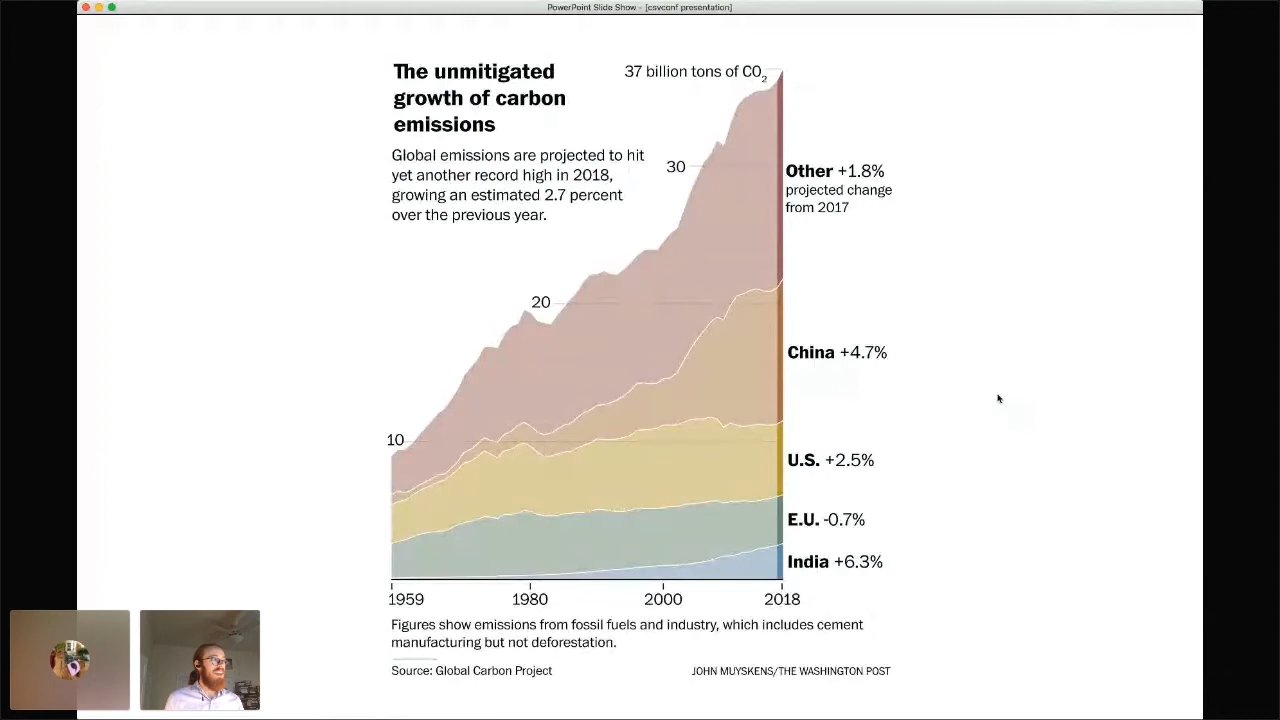 PowerPoint Slide Show - [csvconf presentation]
The unmitigated
growth of carbon
emissions
Global emissions are projected to hit
yet another record high in 2018,
growing an estimated 2.7 percent
over the previous year.
37 billion tons of CO₂
30
20
10
Other +1.8%
projected change
from 2017
China +4.7%
U.S. +2.5%
E.U. -0.7%
India +6.3%
1959 1980 2000 2018
Figures show emissions from fossil fuels and industry, which includes cement
manufacturing but not deforestation.
Source: Global Carbon Project JOHN MUYSKENS/THE WASHINGTON POST